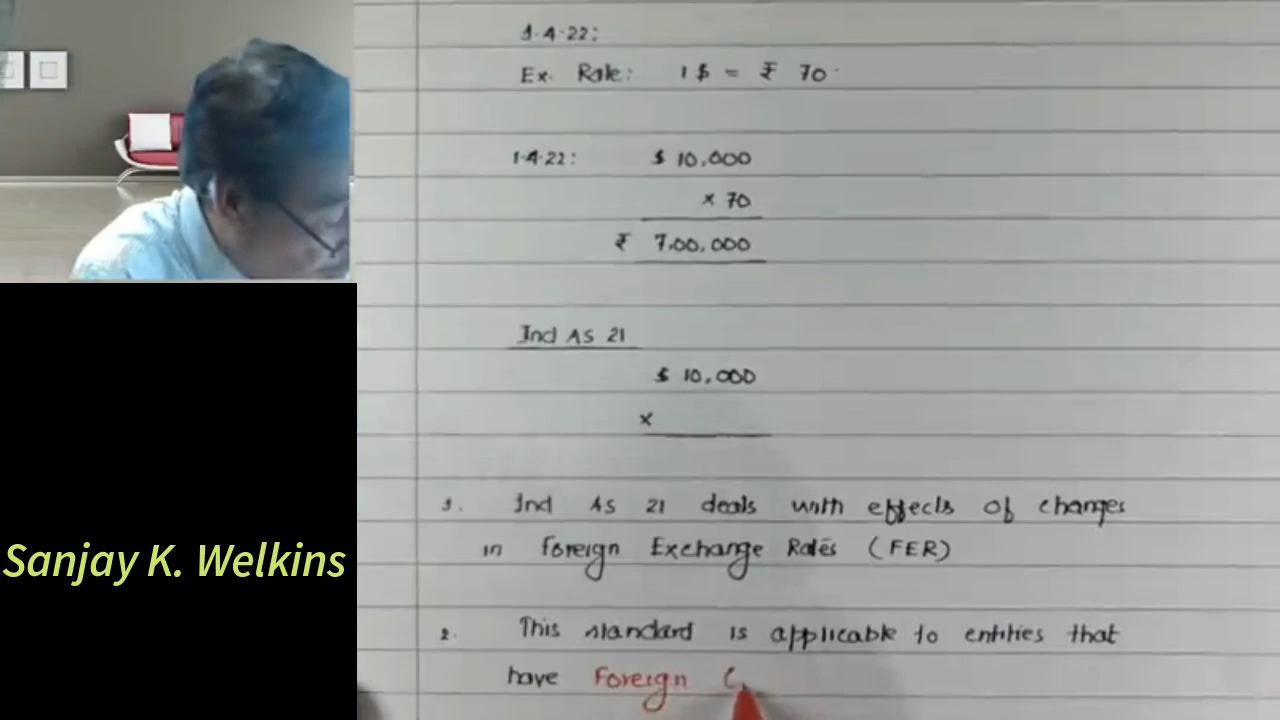 1.4.22:
Ex. Rate: 1 $ = ₹ 70
1.4.22: $ 10,000
× 70
₹ 7,00,000
Ind AS 21
$ 10,000
×
1. Ind AS 21 deals with effects of changes
in Foreign Exchange Rates (FER)
2. This standard is applicable to entities that
have Foreign C
Sanjay K. Welkins